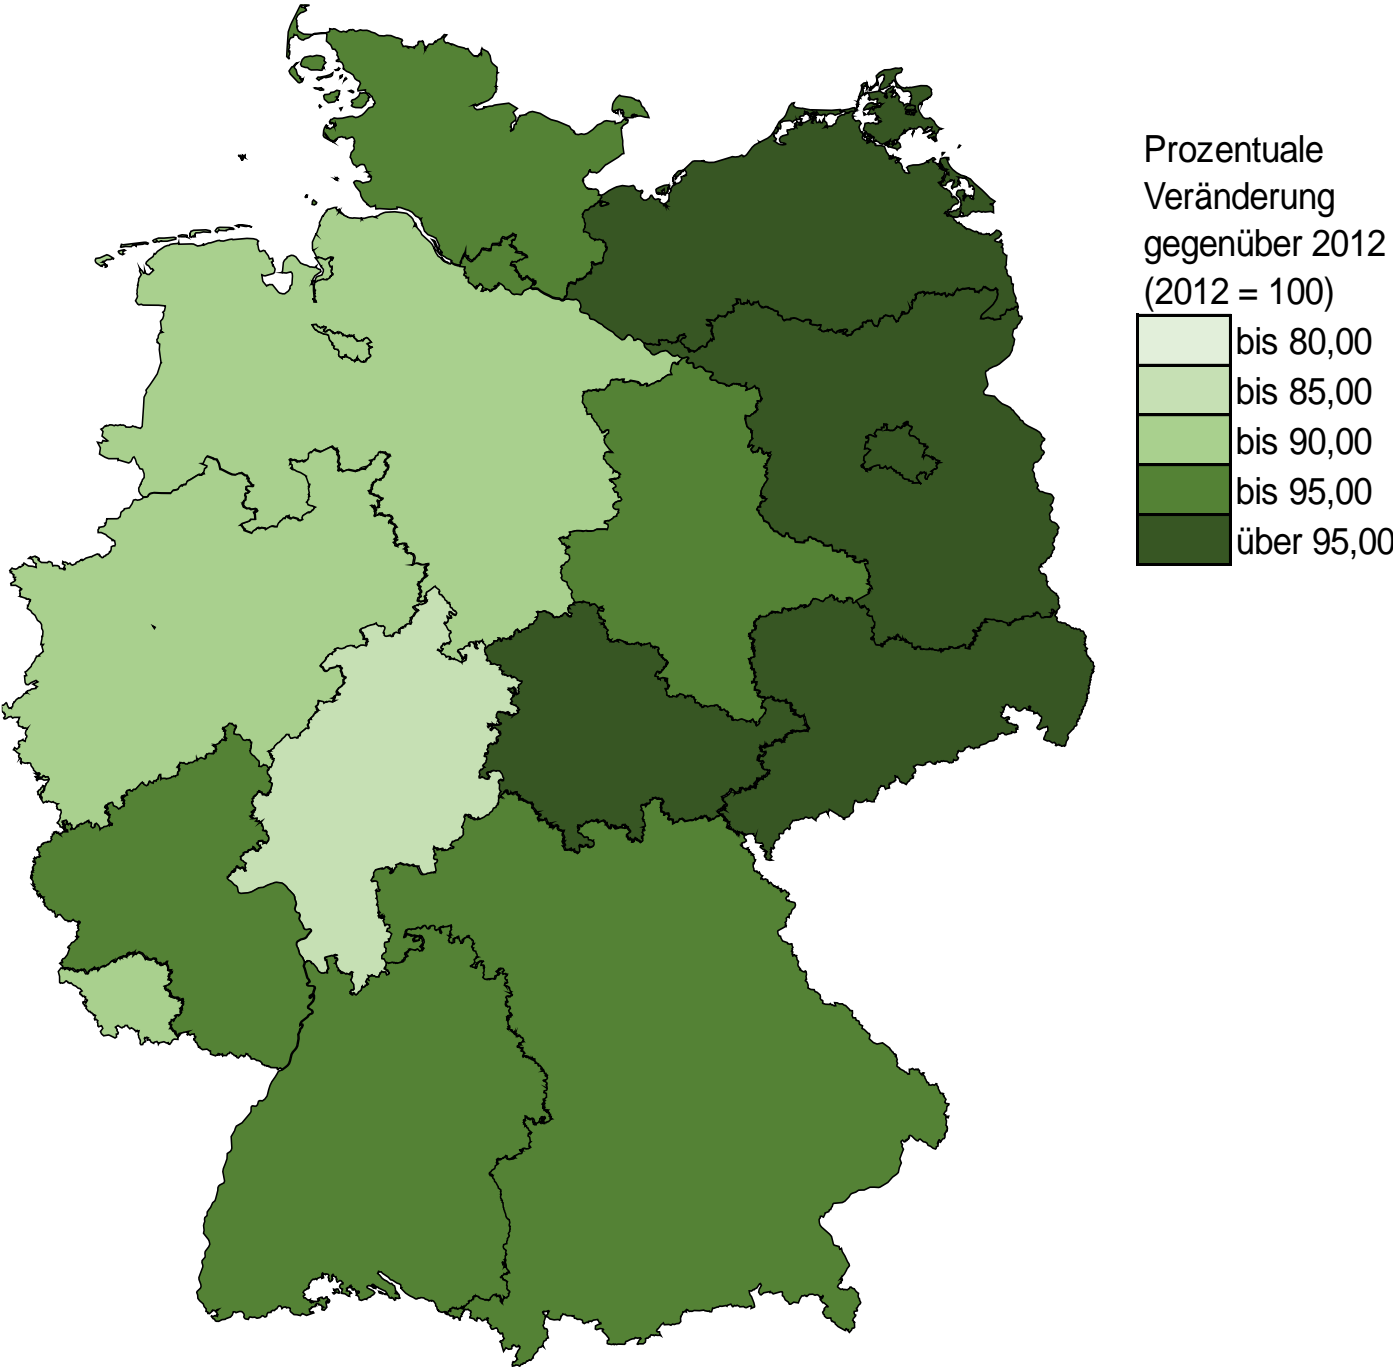 Prozentuale
Veränderung
gegenüber 2012
(2012 = 100)
bis 80,00
bis 85,00
bis 90,00
bis 95,00
über 95,00